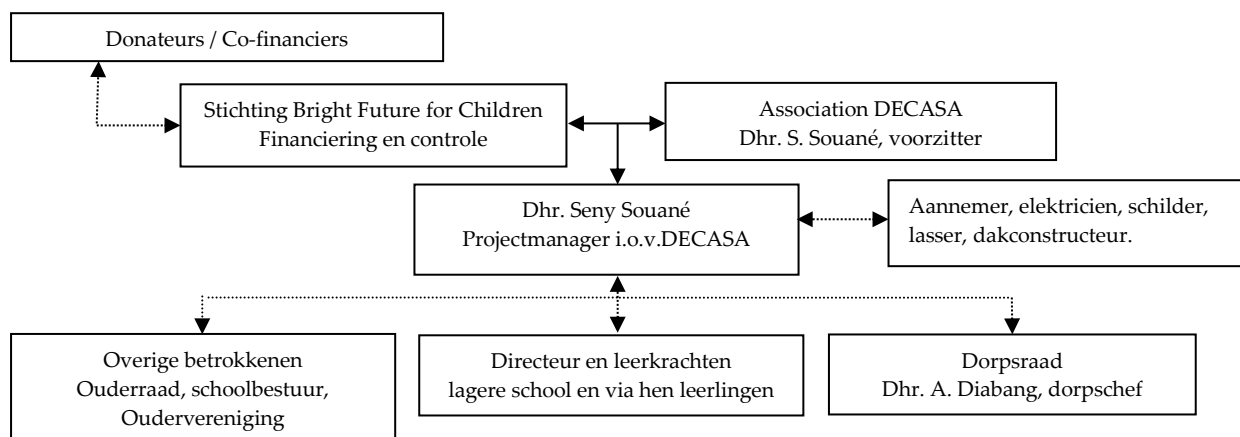 Donateurs / Co-financiers
Stichting Bright Future for Children
Financiering en controle
Association DECASA
Dhr. S. Souané, voorzitter
Dhr. Seny Souané
Projectmanager i.o.v.DECASA
Aannemer, elektricien, schilder,
lasser, dakconstructeur.
Overige betrokkenen
Ouderraad, schoolbestuur,
Oudervereniging
Directeur en leerkrachten
lagere school en via hen leerlingen
Dorpsraad
Dhr. A. Diabang, dorpschef